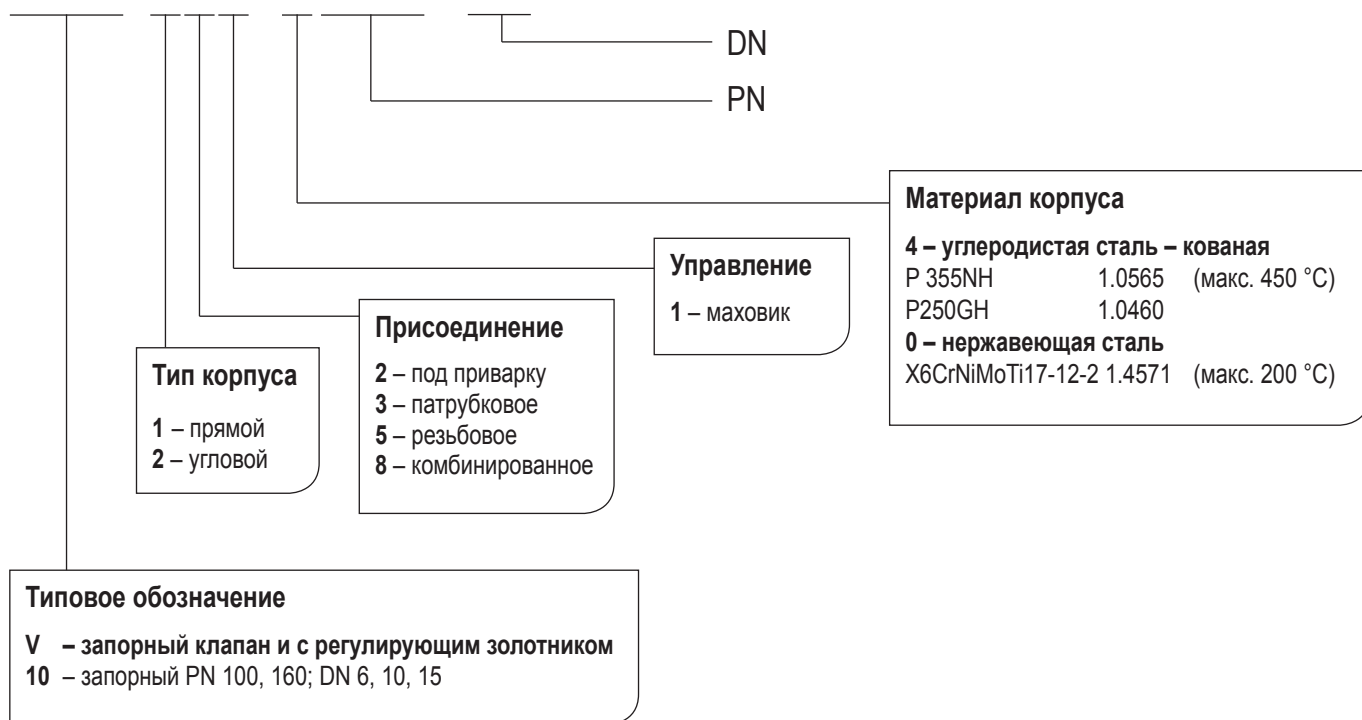 DN
PN
Материал корпуса
4 – углеродистая сталь – кованая
P 355NH 1.0565 (макс. 450 °C)
P250GH 1.0460
0 – нержавеющая сталь
X6CrNiMoTi17-12-2 1.4571 (макс. 200 °C)
Управление
1 – маховик
Присоединение
2 – под приварку
3 – патрубковое
5 – резьбовое
8 – комбинированное
Тип корпуса
1 – прямой
2 – угловой
Типовое обозначение
V – запорный клапан и с регулирующим золотником
10 – запорный PN 100, 160; DN 6, 10, 15